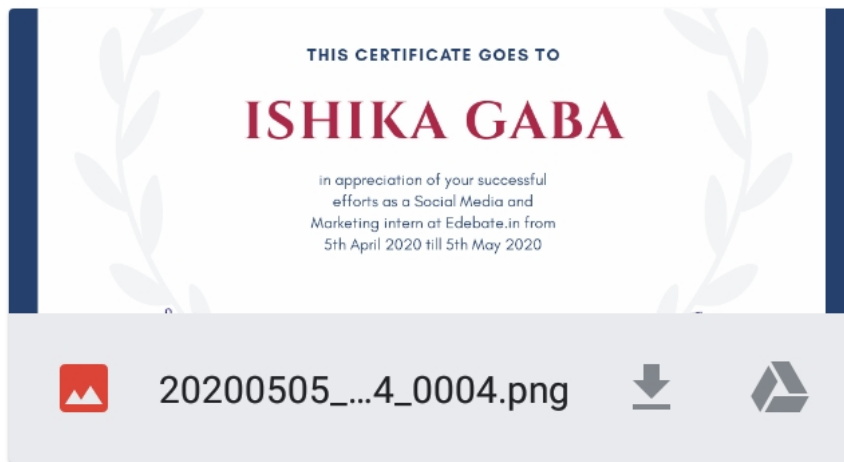 THIS CERTIFICATE GOES TO
ISHIKA GABA
in appreciation of your successful
efforts as a Social Media and
Marketing intern at Edebate.in from
5th April 2020 till 5th May 2020
20200505_...4_0004.png